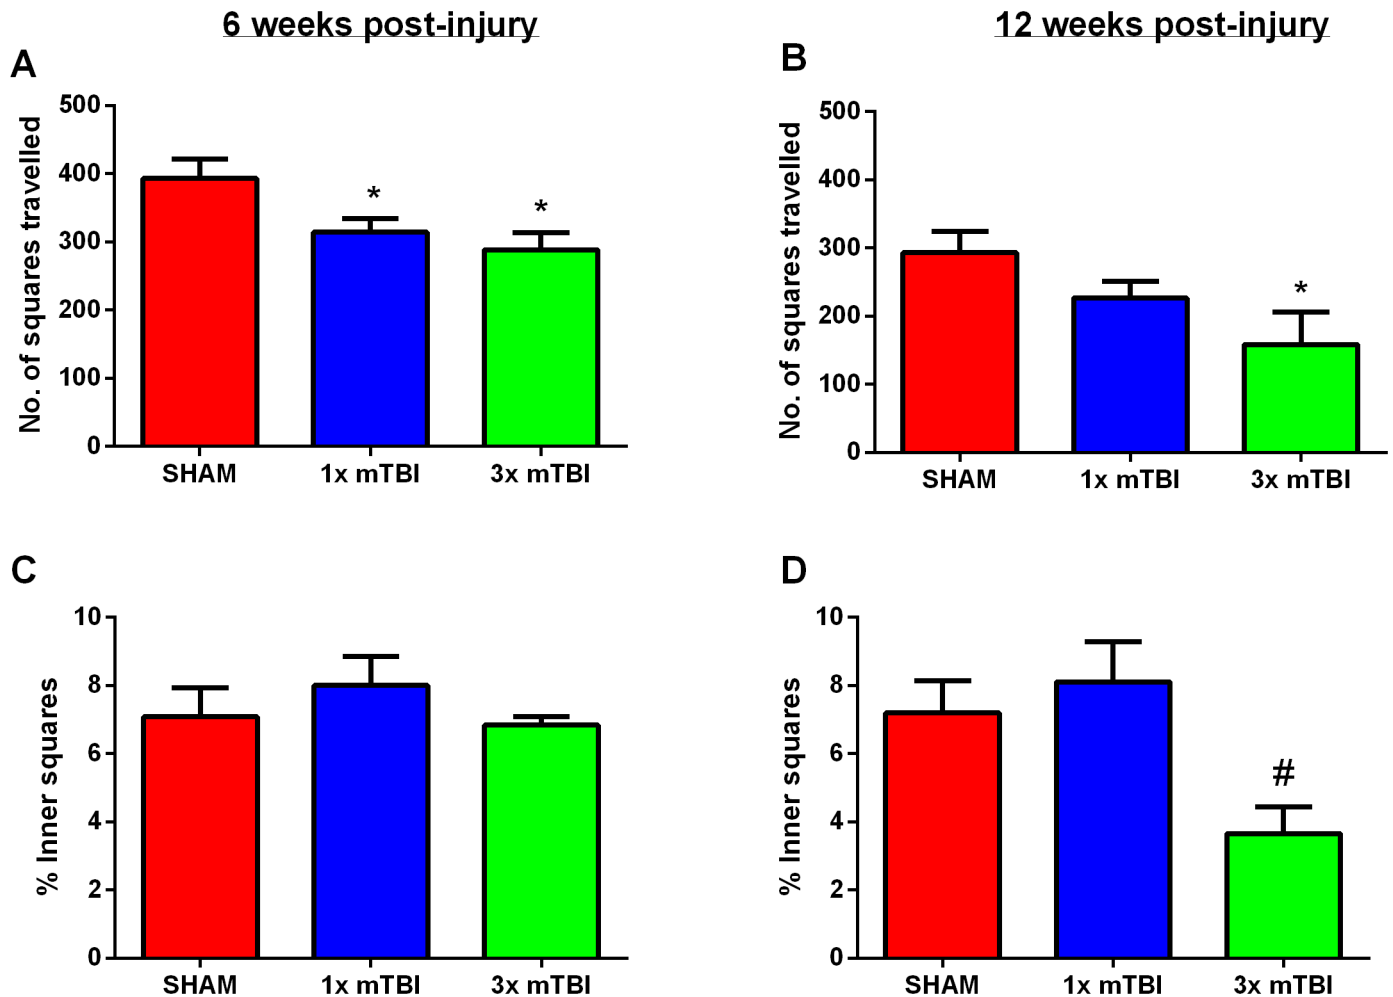 6 weeks post-injury
12 weeks post-injury
A
No. of squares travelled
500
400
300
200
100
0
*
*
SHAM
1x mTBI
3x mTBI
B
No. of squares travelled
500
400
300
200
100
0
*
SHAM
1x mTBI
3x mTBI
C
% Inner squares
10
8
6
4
2
0
SHAM
1x mTBI
3x mTBI
D
% Inner squares
10
8
6
4
2
0
#
SHAM
1x mTBI
3x mTBI